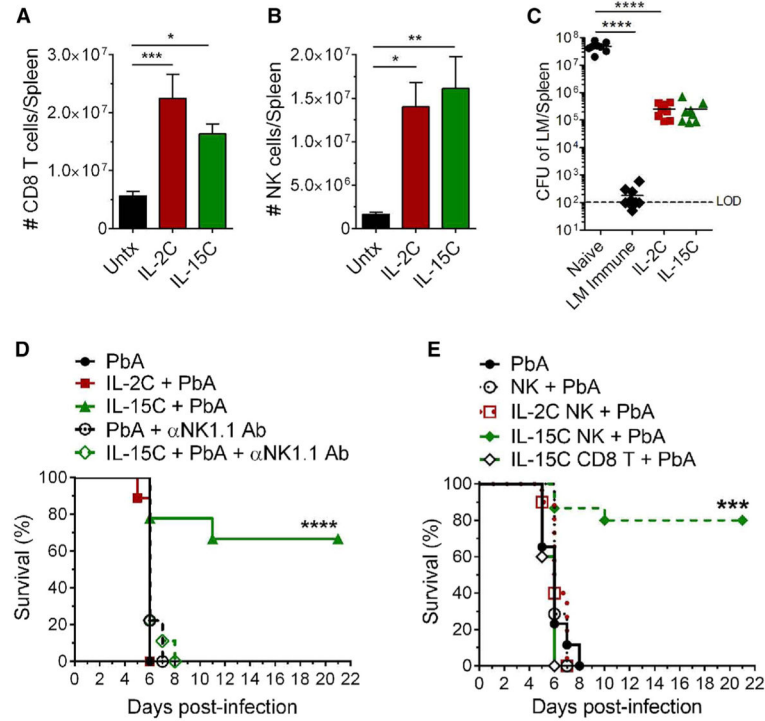 A
# CD8 T cells/Spleen
3.0×10⁷
2.0×10⁷
1.0×10⁷
0
***
*
Untx
IL-2C
IL-15C
B
# NK cells/Spleen
2.0×10⁷
1.5×10⁷
1.0×10⁷
5.0×10⁶
0
**
*
Untx
IL-2C
IL-15C
C
CFU of LM/Spleen
****
****
10⁸
10⁷
10⁶
10⁵
10⁴
10³
10²
10¹
LOD
Naive
LM Immune
IL-2C
IL-15C
D
PbA
IL-2C + PbA
IL-15C + PbA
PbA + αNK1.1 Ab
IL-15C + PbA + αNK1.1 Ab
Survival (%)
100
80
60
40
20
0
****
0 2 4 6 8 10 12 14 16 18 20 22
Days post-infection
E
PbA
NK + PbA
IL-2C NK + PbA
IL-15C NK + PbA
IL-15C CD8 T + PbA
Survival (%)
100
80
60
40
20
0
***
0 2 4 6 8 10 12 14 16 18 20 22
Days post-infection